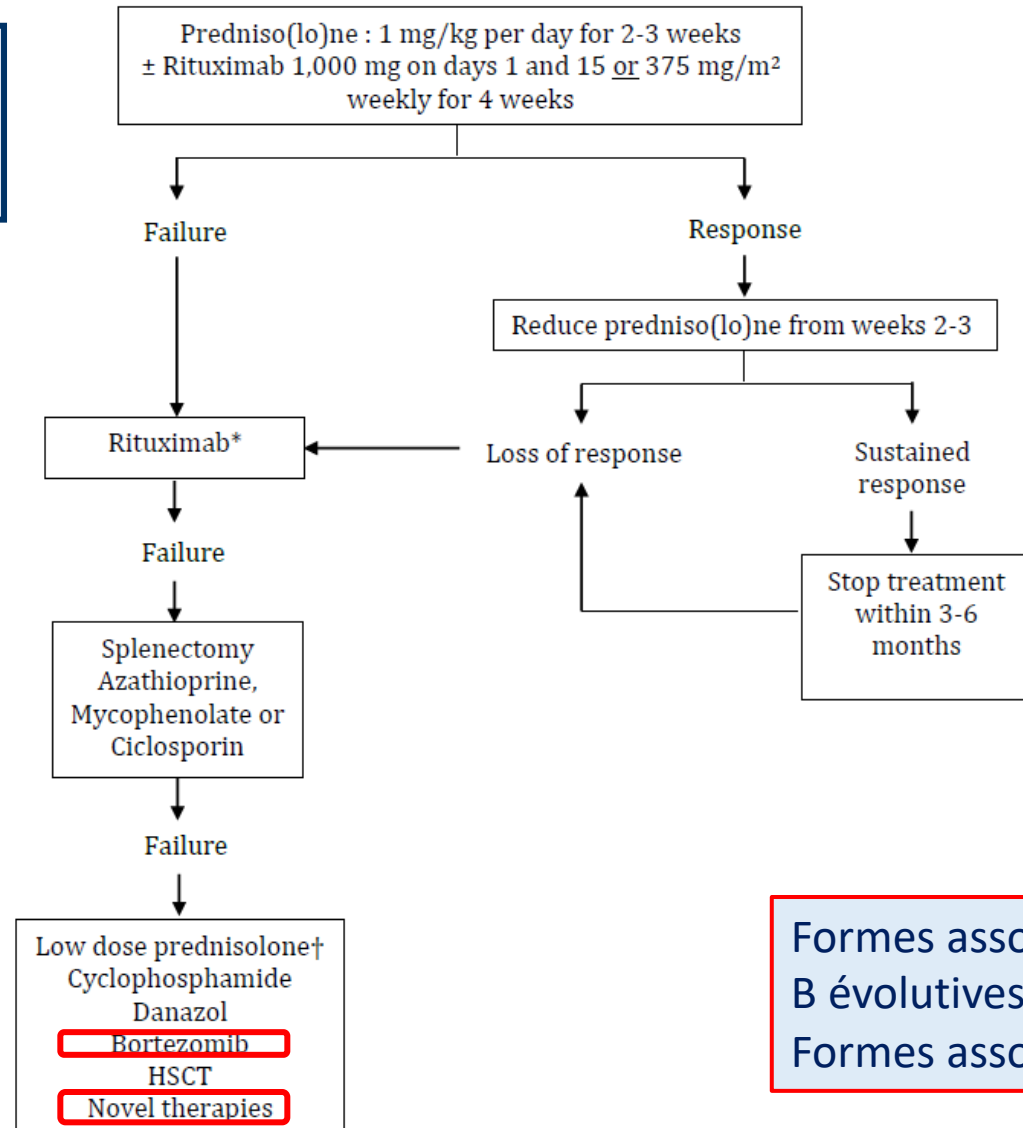 Predniso(lo)ne : 1 mg/kg per day for 2-3 weeks
± Rituximab 1,000 mg on days 1 and 15 or 375 mg/m²
weekly for 4 weeks
Failure
Response
Reduce predniso(lo)ne from weeks 2-3
Rituximab*
Loss of response
Sustained
response
Failure
Stop treatment
within 3-6
months
Splenectomy
Azathioprine,
Mycophenolate or
Ciclosporin
Failure
Low dose prednisolone†
Cyclophosphamide
Danazol
Bortezomib
HSCT
Novel therapies
Formes
B évolutives
Formes